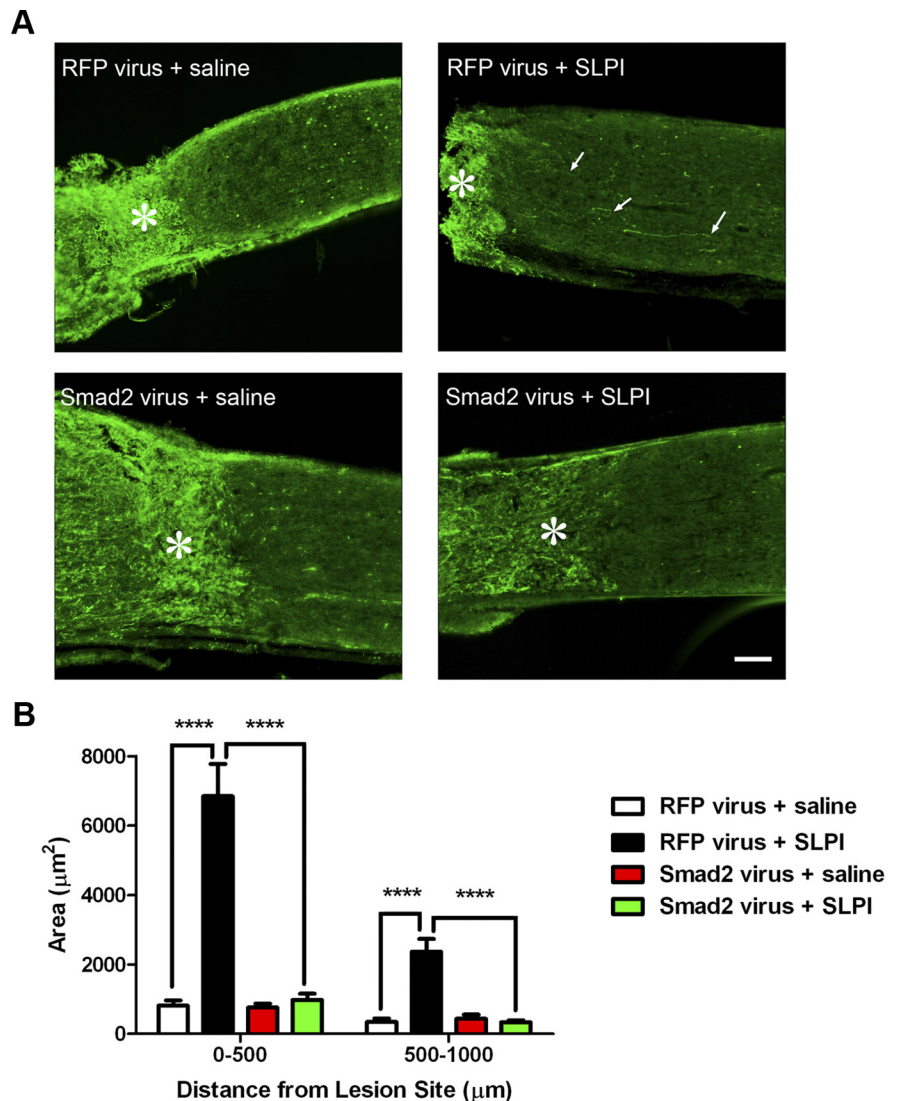 A
RFP virus + saline
RFP virus + SLPI
*
*
Smad2 virus + saline
Smad2 virus + SLPI
*
*
B
**** ****
8000
6000
4000
2000
0
Area (μm²)
**** ****
0-500
500-1000
Distance from Lesion Site (μm)
RFP virus + saline
RFP virus + SLPI
Smad2 virus + saline
Smad2 virus + SLPI